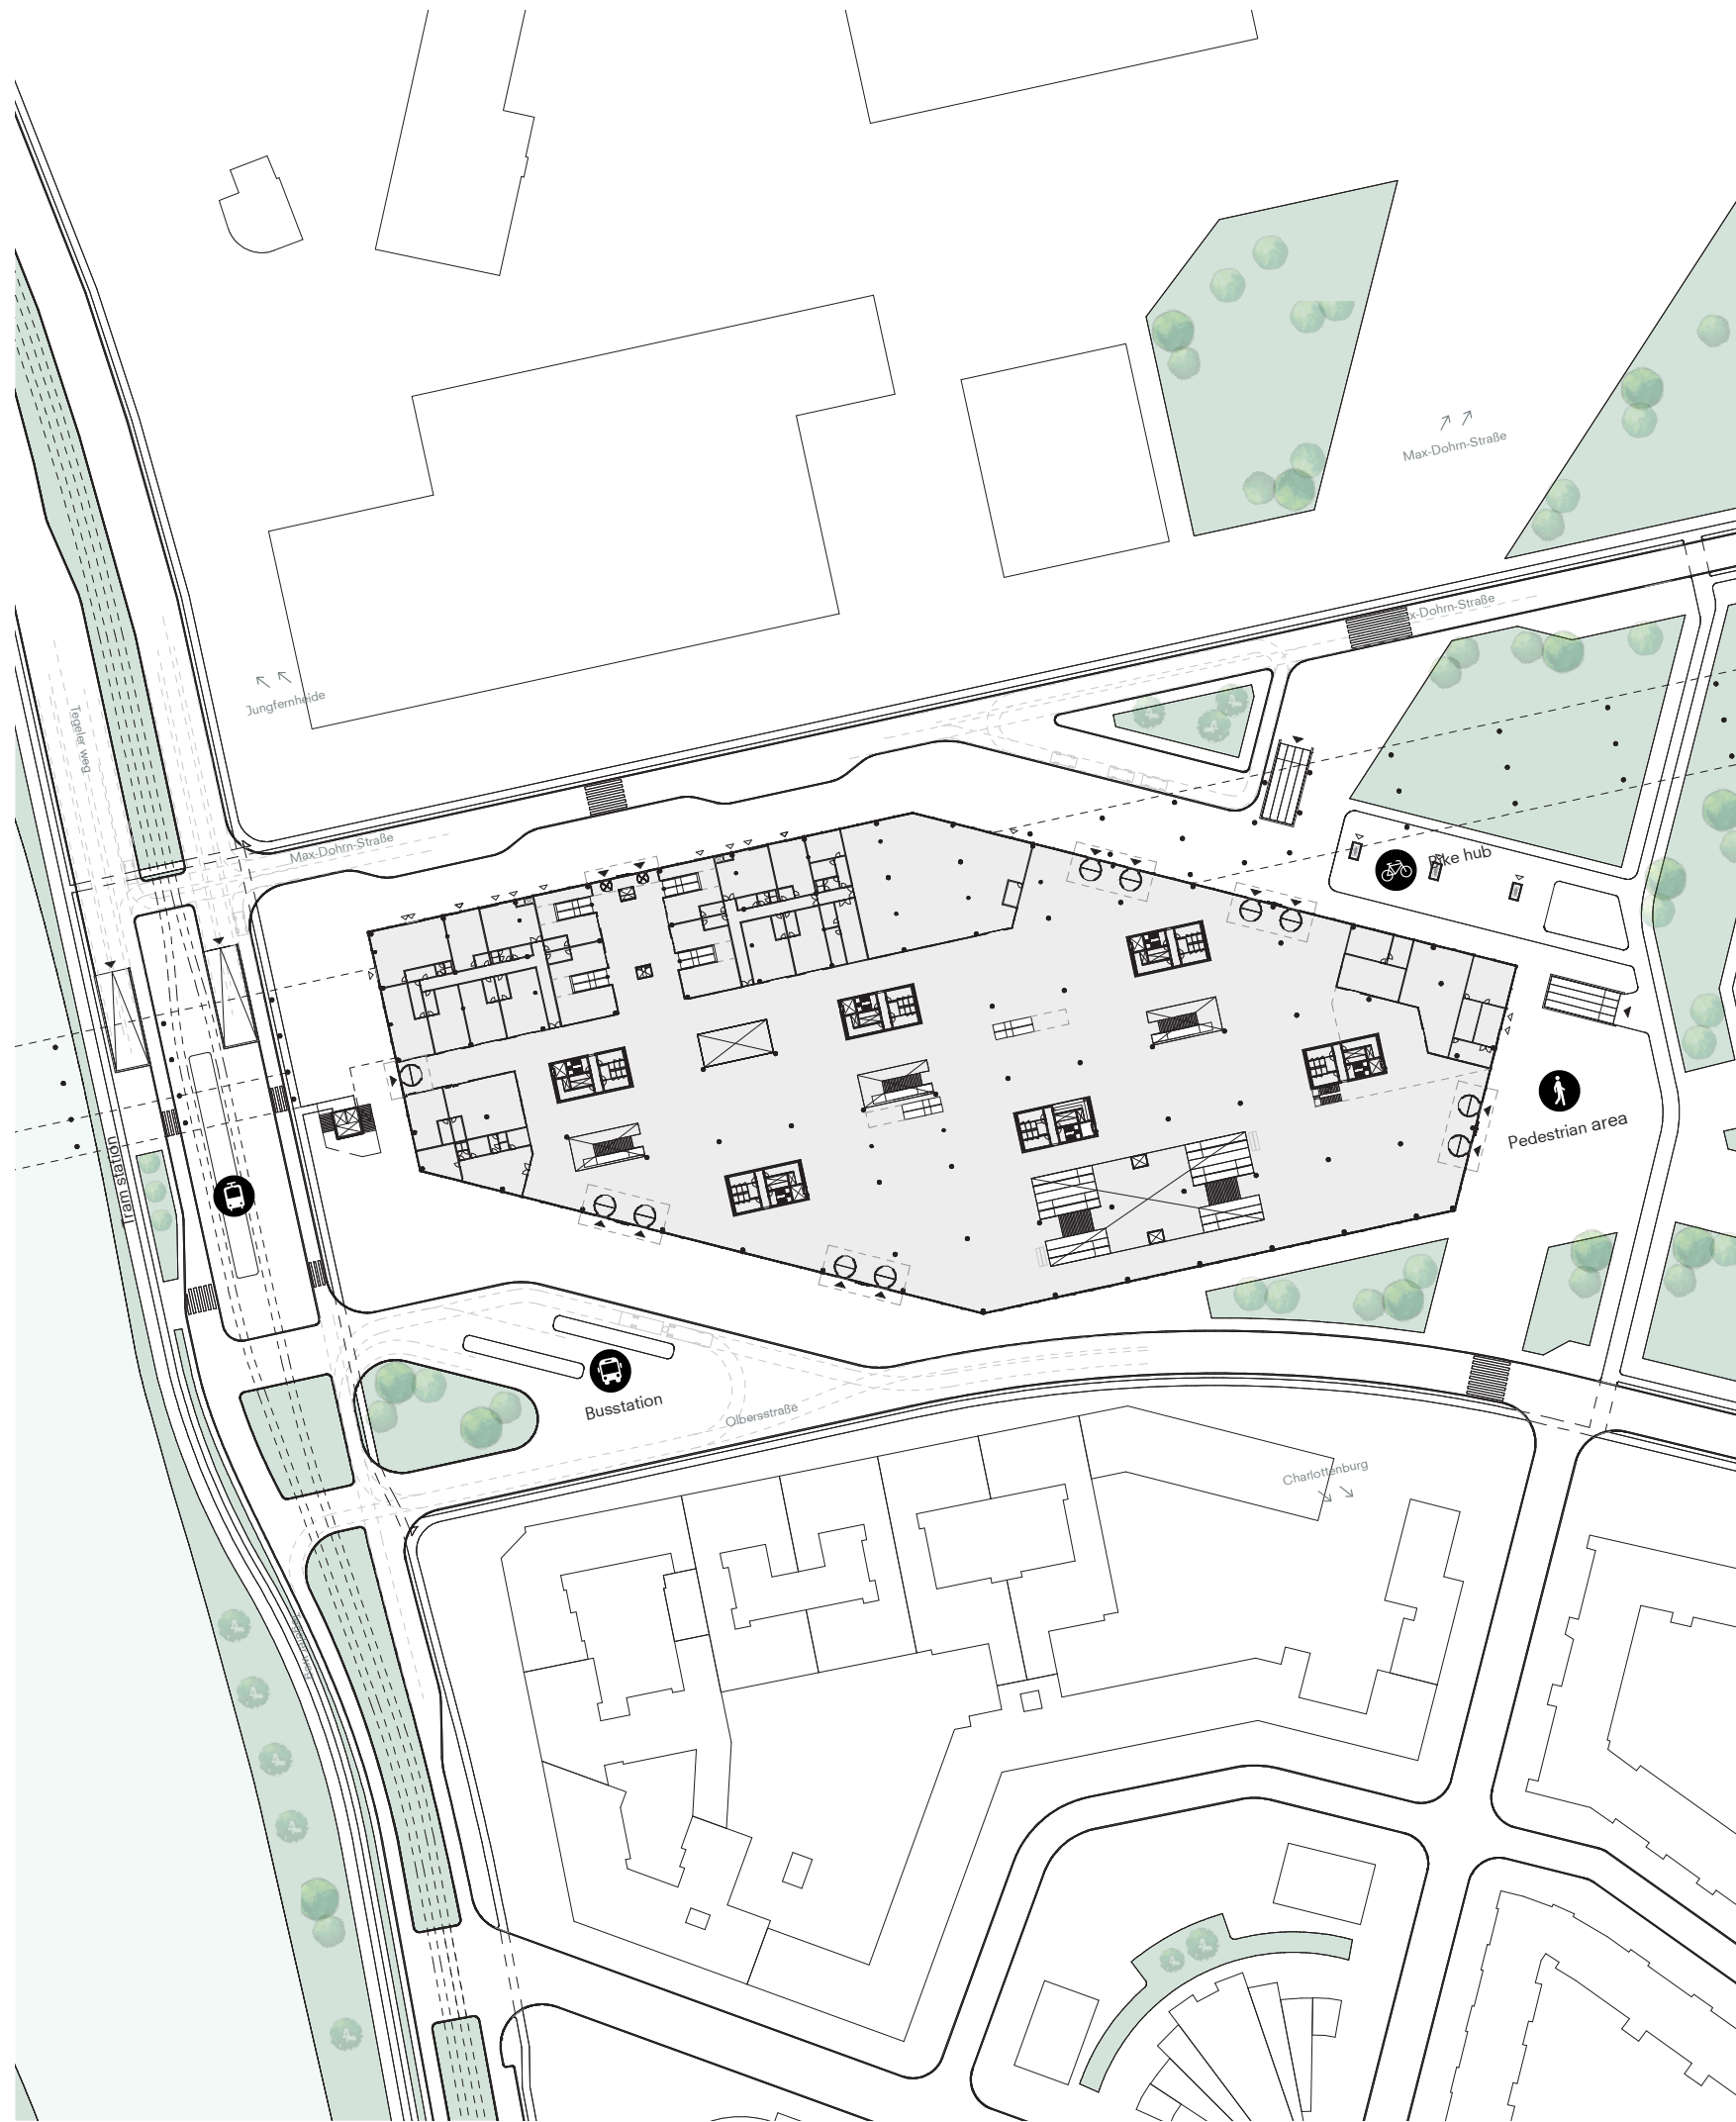 Max-Dohrn-Straße
x-Dohrn-Straße
Jungfernheide
Tegeler weg
Max-Dohrn-Straße
Bike hub
Pedestrian area
Tram station
Busstation
Olbersstraße
Charlottenburg